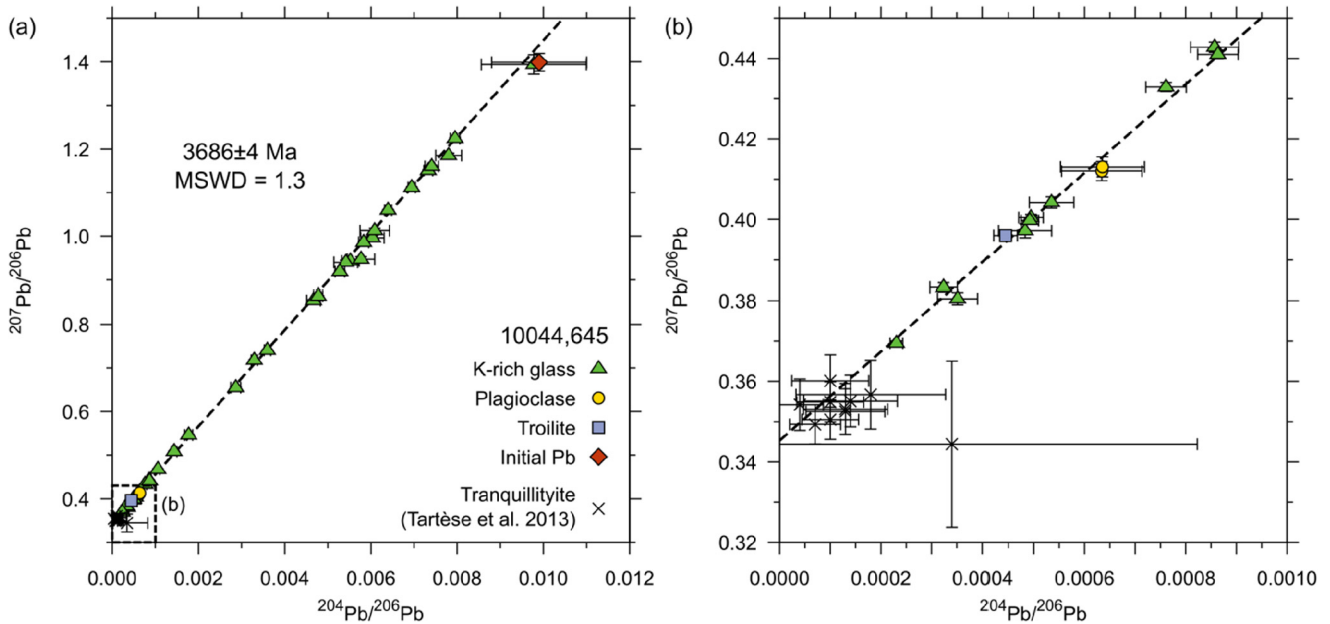 (a)
1.4
1.2
1.0
0.8
0.6
0.4
²⁰⁷Pb/²⁰⁶Pb
3686±4 Ma
MSWD = 1.3
10044,645
K-rich glass
Plagioclase
Troilite
Initial Pb
Tranquillityite
(Tartèse et al. 2013)
(b)
0.000 0.002 0.004 0.006 0.008 0.010 0.012
²⁰⁴Pb/²⁰⁶Pb
(b)
0.44
0.42
0.40
0.38
0.36
0.34
0.32
²⁰⁷Pb/²⁰⁶Pb
0.0000 0.0002 0.0004 0.0006 0.0008 0.0010
²⁰⁴Pb/²⁰⁶Pb